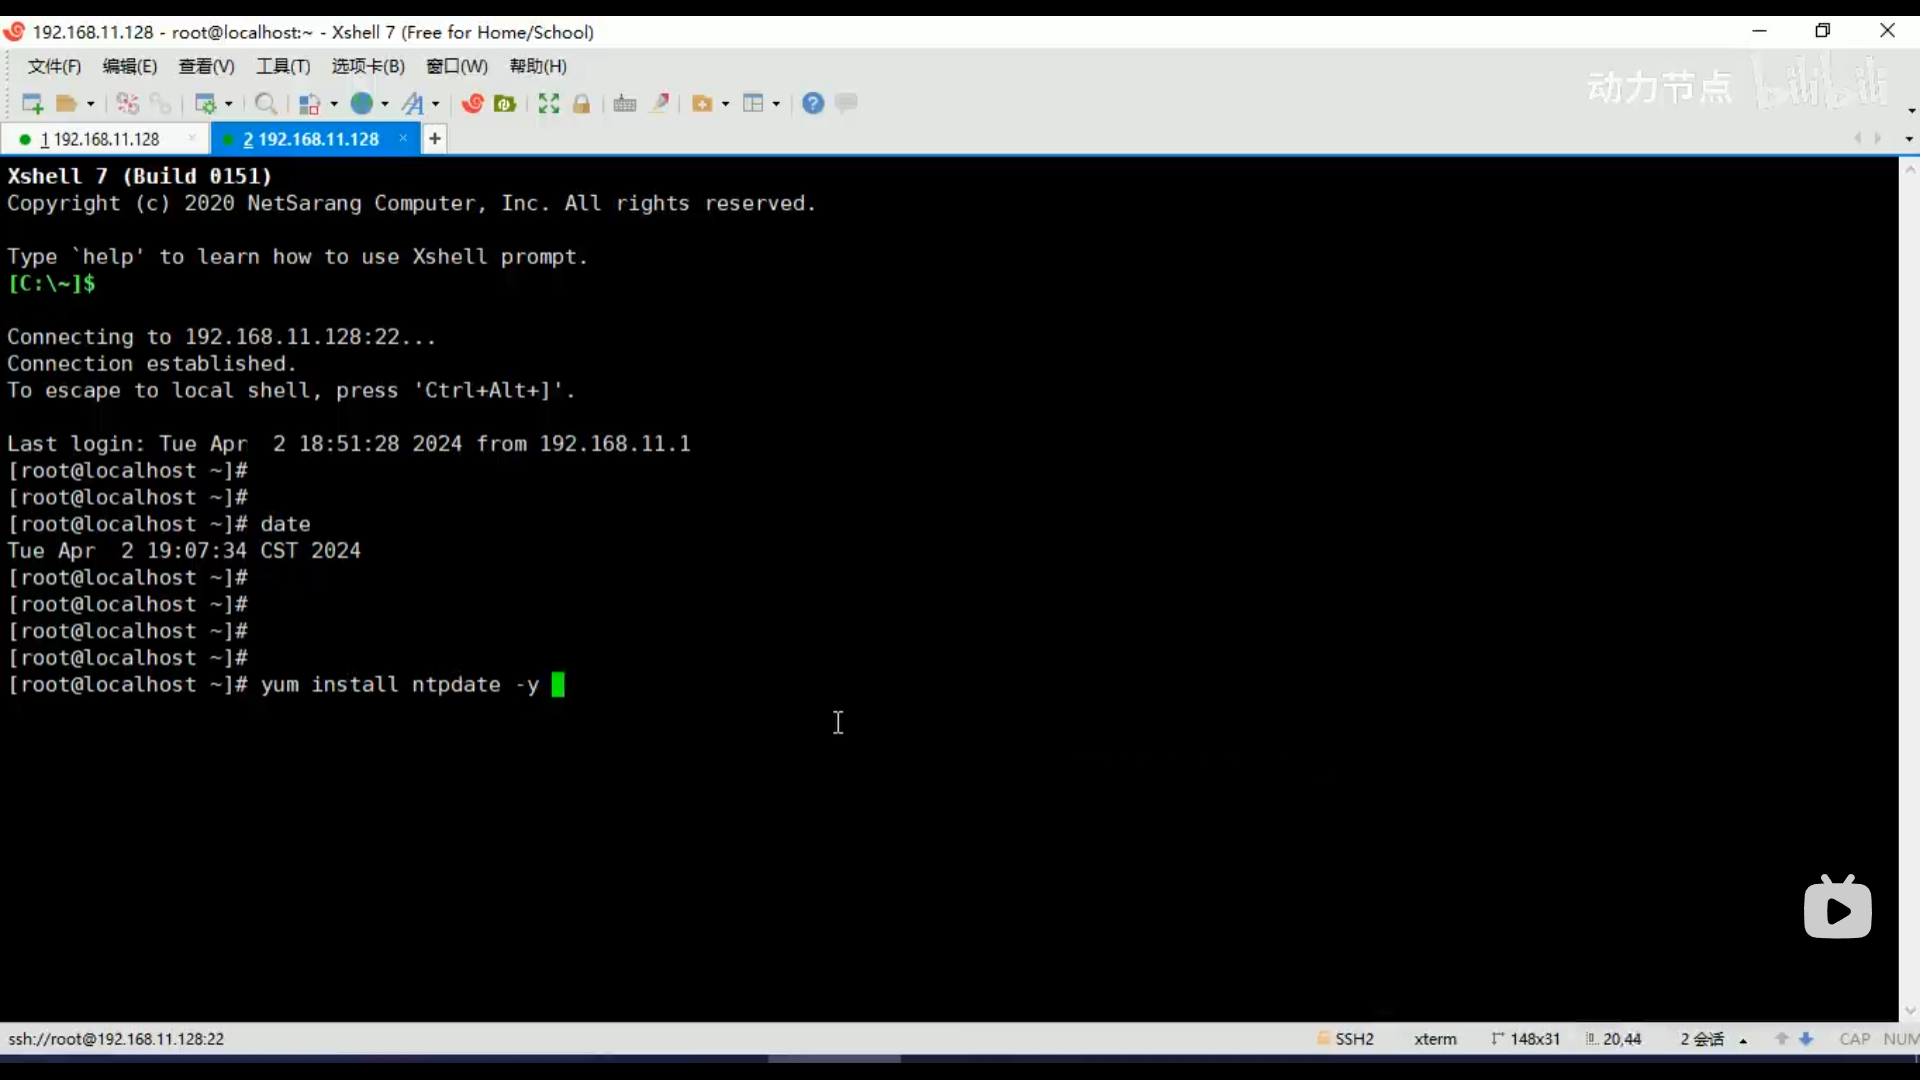 192.168.11.128 - root@localhost:~ - Xshell 7 (Free for Home/School)
文件(F) 编辑(E) 查看(V) 工具(T) 选项卡(B) 窗口(W) 帮助(H)
动力节点 bilibili
1 192.168.11.128 × 2 192.168.11.128 × +
Xshell 7 (Build 0151)
Copyright (c) 2020 NetSarang Computer, Inc. All rights reserved.
Type `help' to learn how to use Xshell prompt.
[C:\~]$
Connecting to 192.168.11.128:22...
Connection established.
To escape to local shell, press 'Ctrl+Alt+]'.
Last login: Tue Apr  2 18:51:28 2024 from 192.168.11.1
[root@localhost ~]#
[root@localhost ~]#
[root@localhost ~]# date
Tue Apr  2 19:07:34 CST 2024
[root@localhost ~]#
[root@localhost ~]#
[root@localhost ~]#
[root@localhost ~]#
[root@localhost ~]# yum install ntpdate -y
ssh://root@192.168.11.128:22 SSH2 xterm 148x31 20,44 2 会话 CAP NUM